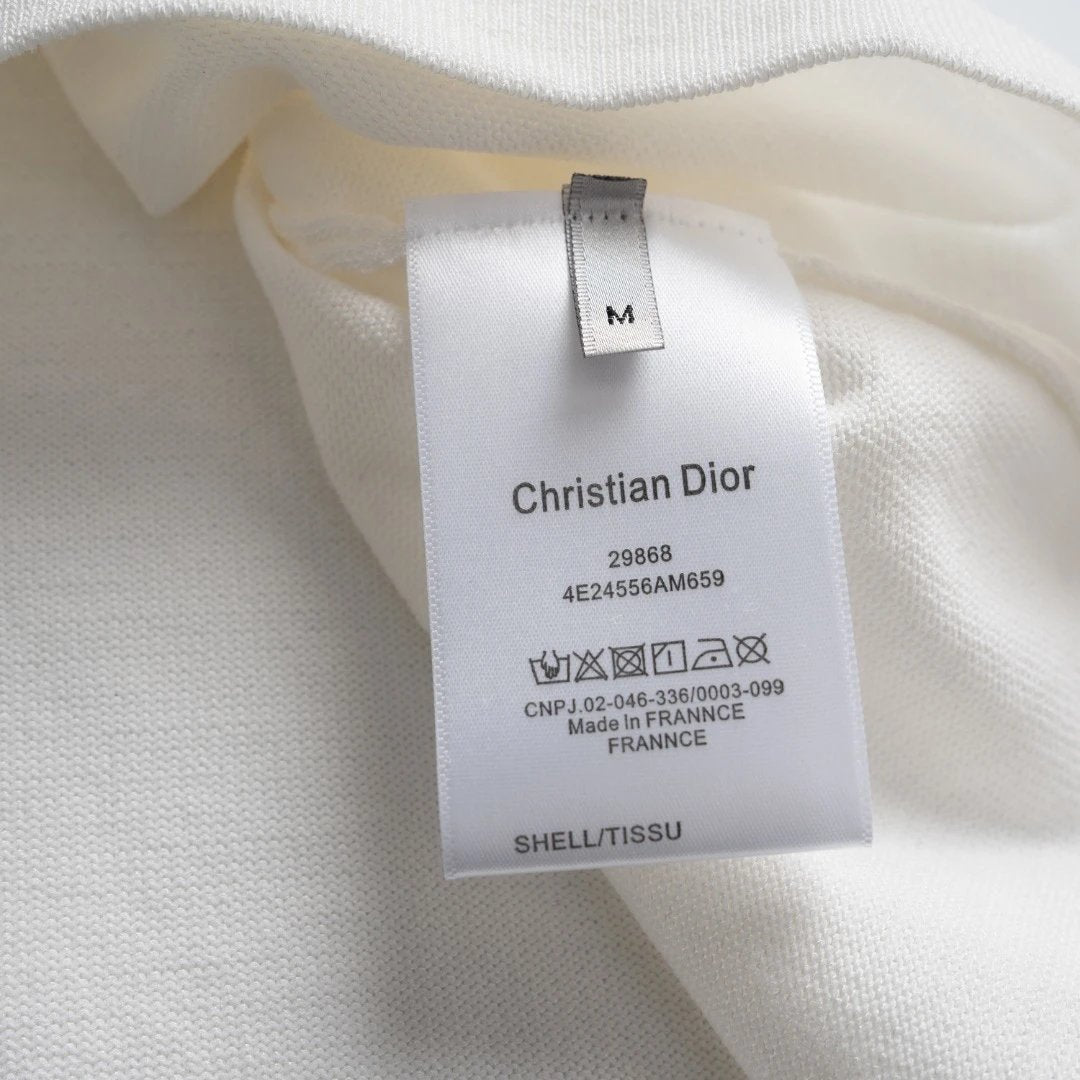 M
Christian Dior
29868
4E24556AM659
CNPJ.02-046-336/0003-099
Made In FRANNCE
FRANNCE
SHELL/TISSU